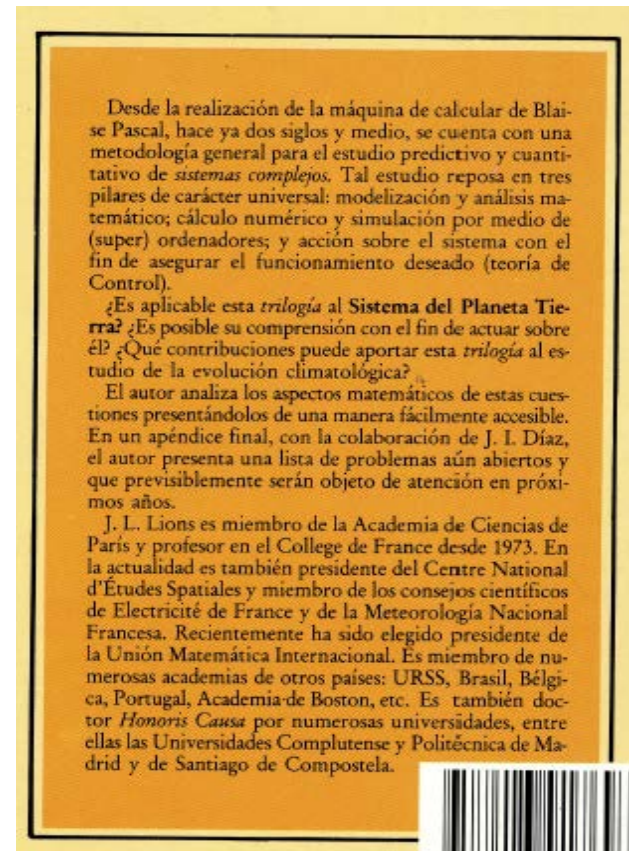 Desde la realización de la máquina de calcular de Blai-
se Pascal, hace ya dos siglos y medio, se cuenta con una
metodología general para el estudio predictivo y cuanti-
tativo de sistemas complejos. Tal estudio reposa en tres
pilares de carácter universal: modelización y análisis ma-
temático; cálculo numérico y simulación por medio de
(super) ordenadores; y acción sobre el sistema con el
fin de asegurar el funcionamiento deseado (teoría de
Control).
¿Es aplicable esta trilogía al Sistema del Planeta Tie-
rra? ¿Es posible su comprensión con el fin de actuar sobre
él? ¿Qué contribuciones puede aportar esta trilogía al es-
tudio de la evolución climatológica?
El autor analiza los aspectos matemáticos de estas cues-
tiones presentándolos de una manera fácilmente accesible.
En un apéndice final, con la colaboración de J. I. Díaz,
el autor presenta una lista de problemas aún abiertos y
que previsiblemente serán objeto de atención en próxi-
mos años.
J. L. Lions es miembro de la Academia de Ciencias de
París y profesor en el College de France desde 1973. En
la actualidad es también presidente del Centre National
d'Études Spatiales y miembro de los consejos científicos
de Electricité de France y de la Meteorología Nacional
Francesa. Recientemente ha sido elegido presidente de
la Unión Matemática Internacional. Es miembro de nu-
merosas academias de otros países: URSS, Brasil, Bélgi-
ca, Portugal, Academia de Boston, etc. Es también doc-
tor Honoris Causa por numerosas universidades, entre
ellas las Universidades Complutense y Politécnica de Ma-
drid y de Santiago de Compostela.